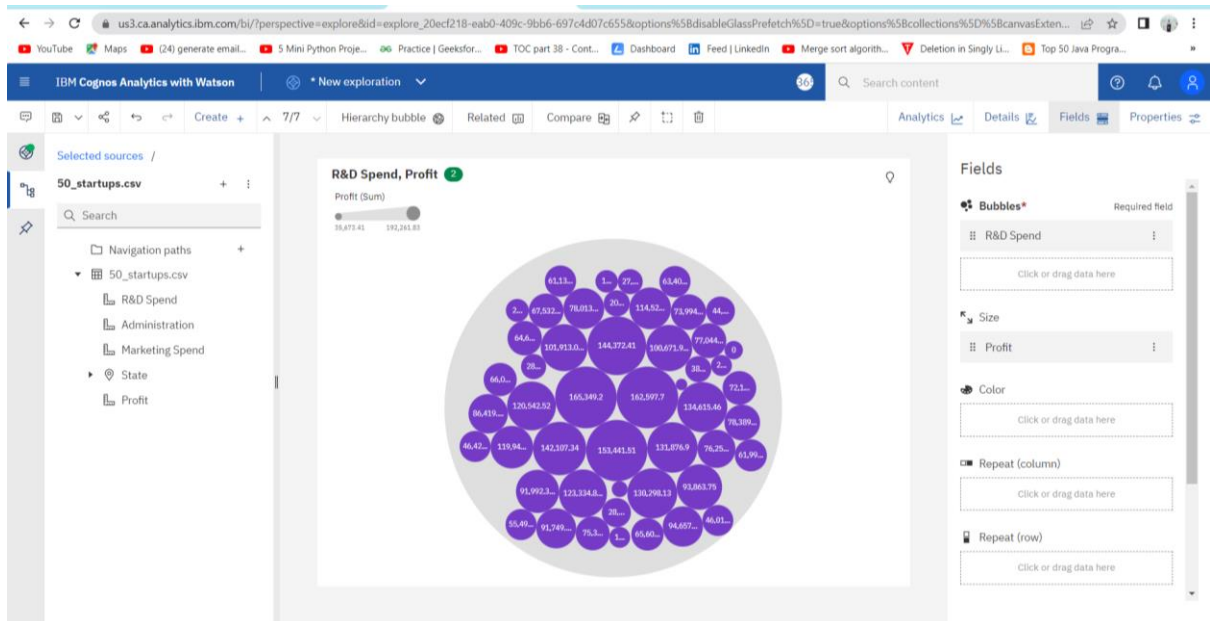 us3.ca.analytics.ibm.com/bi/?perspective=explore&id=explore_20ecf218-eab0-409c-9bb6-697c4d07c655&options%5BdisableGlassPrefetch%5D=true&options%5Bcollections%5D%5BcanvasExten...
YouTube Maps (24) generate email... 5 Mini Python Proje... Practice | Geeksfor... TOC part 38 - Cont... Dashboard Feed | LinkedIn Merge sort algorith... Deletion in Singly Li... Top 50 Java Progra... »
IBM Cognos Analytics with Watson * New exploration Search content
Create + 7/7 Hierarchy bubble Related Compare Analytics Details Fields Properties
Selected sources /
50_startups.csv
Search
Navigation paths
50_startups.csv
R&D Spend
Administration
Marketing Spend
State
Profit
R&D Spend, Profit 2
Profit (Sum)
192,261.83
61,13... 1... 27,... 63,40...
2... 67,532... 78,013... 20... 114,52... 73,994... 44,...
64,6... 101,913.0... 144,372.41 100,671.9... 77,044... 0
28... 38... 2...
66,0... 165,349.2 162,597.7 72,1...
86,419.... 120,542.52 134,615.46 78,389...
46,42... 119,94... 142,107.34 153,441.51 131,876.9 76,25... 61,99...
91,992.3... 123,334.8... 130,298.13 93,863.75
55,49... 91,749.... 75,3... 28,... 1... 65,60... 94,657... 46,01...
Fields
Bubbles* Required field
R&D Spend
Click or drag data here
Size
Profit
Color
Click or drag data here
Repeat (column)
Click or drag data here
Repeat (row)
Click or drag data here